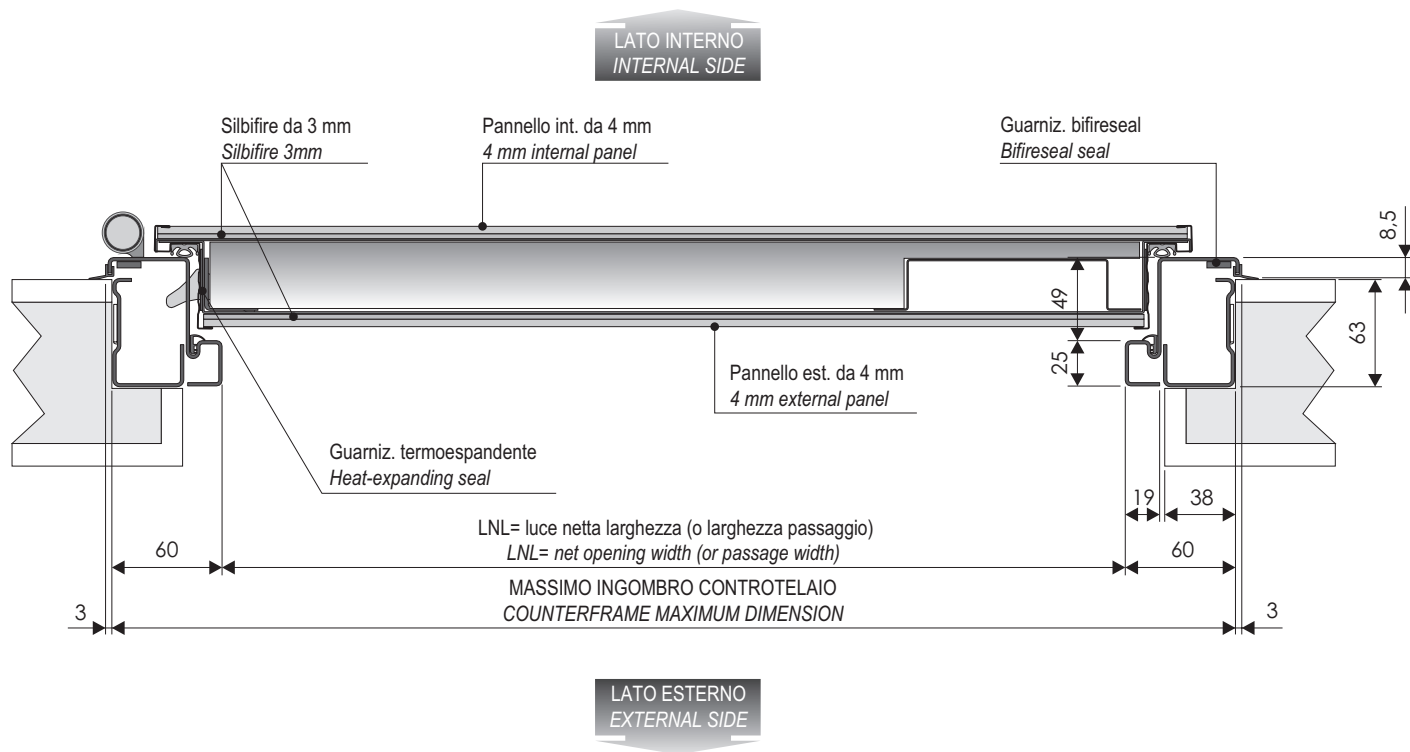 LATO INTERNO
INTERNAL SIDE
Silbifire da 3 mm
Silbifire 3mm
Pannello int. da 4 mm
4 mm internal panel
Guarniz. bifireseal
Bifireseal seal
8,5
49
63
25
Pannello est. da 4 mm
4 mm external panel
Guarniz. termoespandente
Heat-expanding seal
19
38
LNL= luce netta larghezza (o larghezza passaggio)
LNL= net opening width (or passage width)
60
60
MASSIMO INGOMBRO CONTROTELAIO
COUNTERFRAME MAXIMUM DIMENSION
3
3
LATO ESTERNO
EXTERNAL SIDE